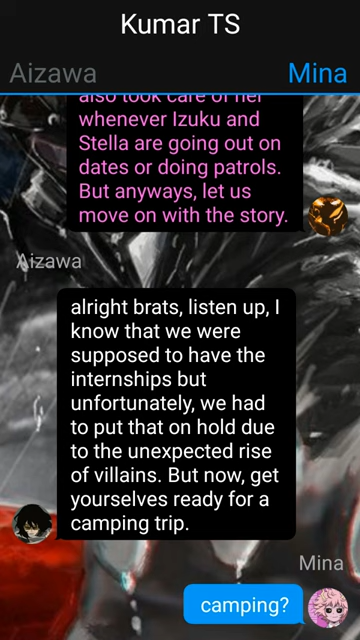 Kumar TS
Aizawa Mina
also took care of her
whenever Izuku and
Stella are going out on
dates or doing patrols.
But anyways, let us
move on with the story.
Aizawa
alright brats, listen up, I
know that we were
supposed to have the
internships but
unfortunately, we had
to put that on hold due
to the unexpected rise
of villains. But now, get
yourselves ready for a
camping trip.
Mina
camping?